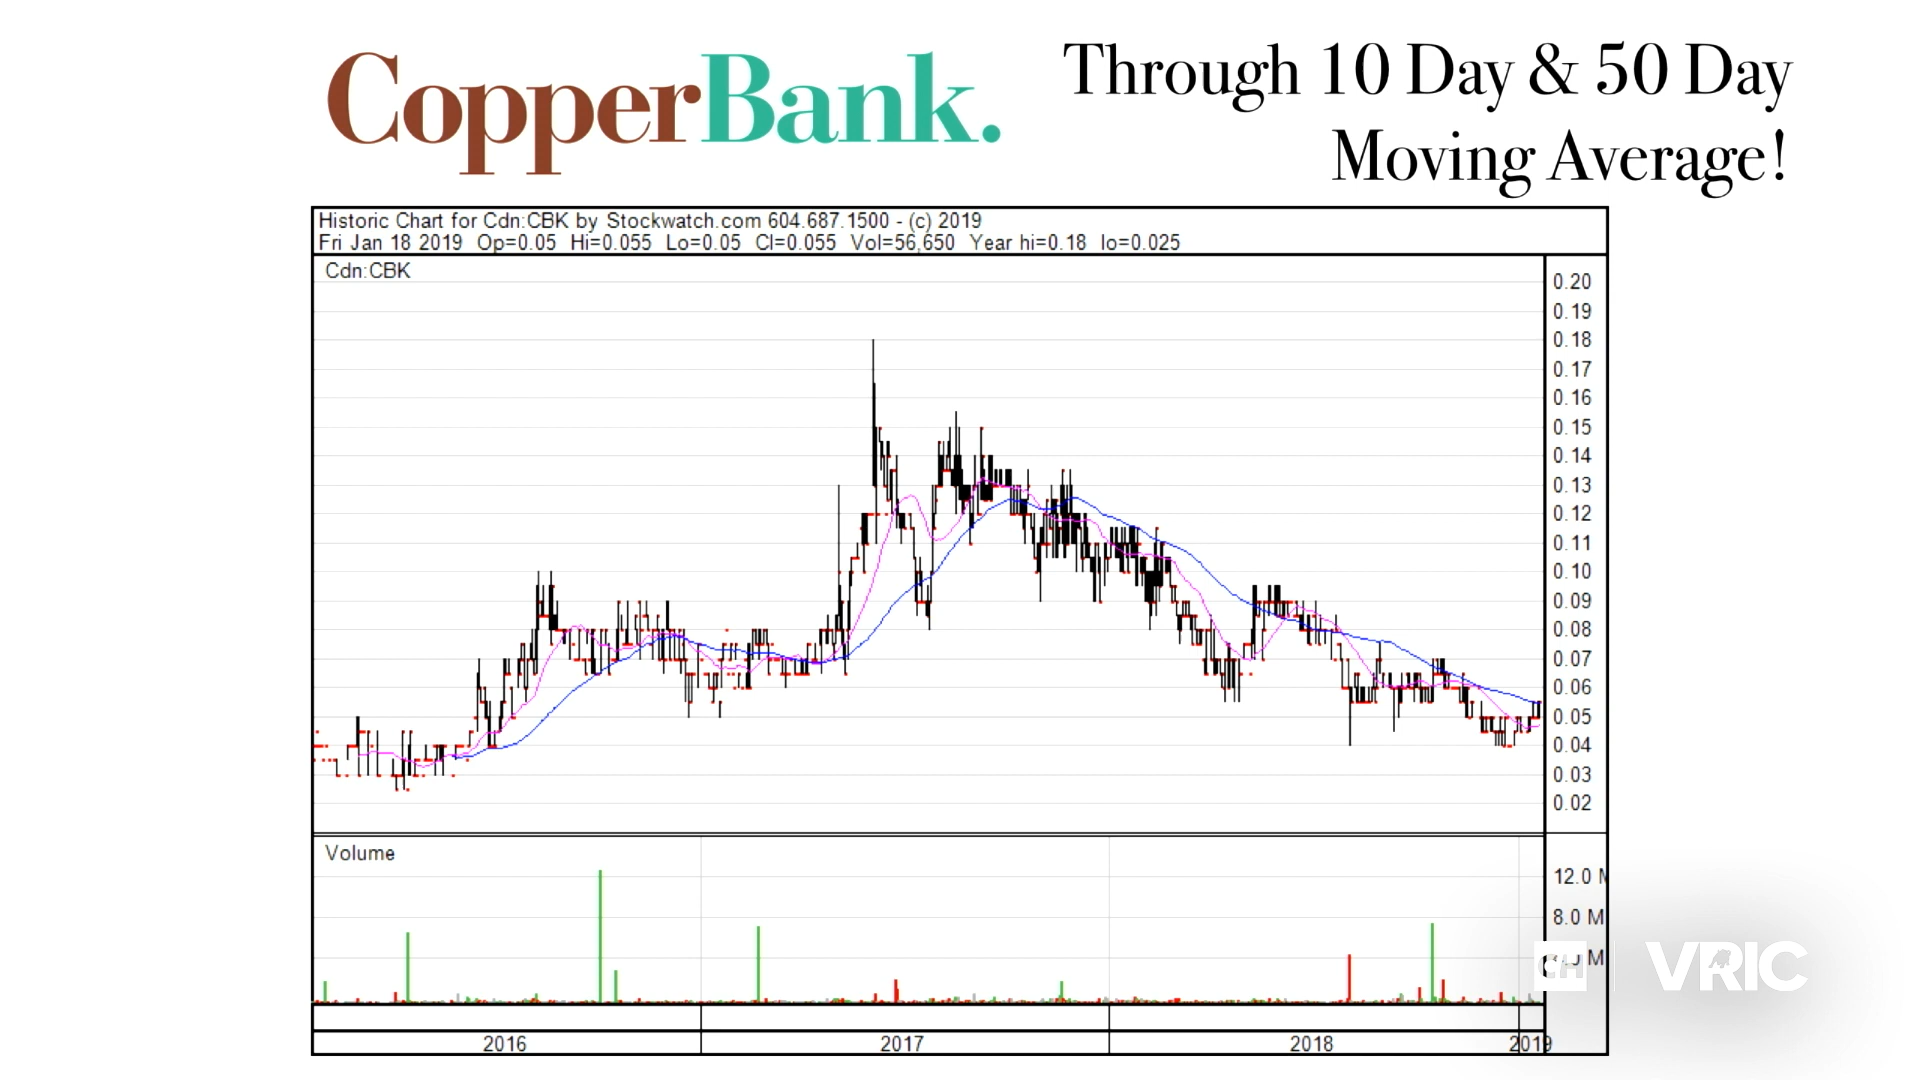 CopperBank.
Through 10 Day & 50 Day
Moving Average!
Historic Chart for Cdn:CBK by Stockwatch.com 604.687.1500 - (c) 2019
Fri Jan 18 2019 Op=0.05 Hi=0.055 Lo=0.05 Cl=0.055 Vol=56,650 Year hi=0.18 lo=0.025
Cdn:CBK
0.20
0.19
0.18
0.17
0.16
0.15
0.14
0.13
0.12
0.11
0.10
0.09
0.08
0.07
0.06
0.05
0.04
0.03
0.02
Volume
12.0 M
8.0 M
M
VRIC
2016
2017
2018
2019